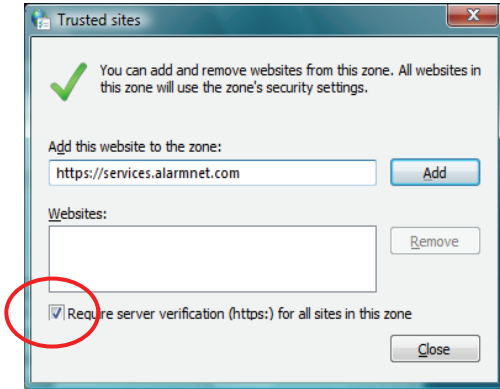 Trusted sites
You can add and remove websites from this zone. All websites in
this zone will use the zone's security settings.
Add this website to the zone:
https://services.alarmnet.com
Add
Websites:
Remove
Require server verification (https:) for all sites in this zone
Close